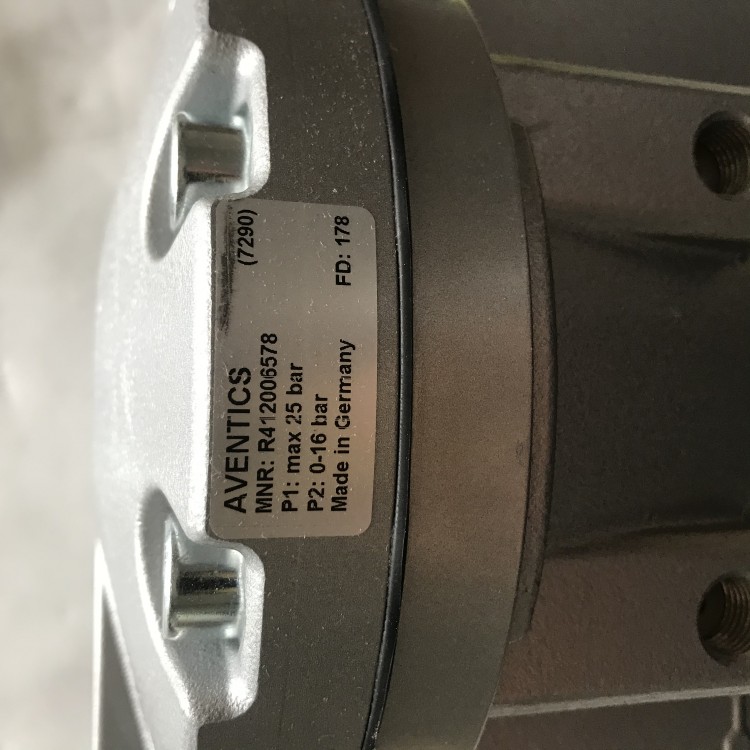 AVENTICS (7290)
MNR: R412006578
P1: max 25 bar
P2: 0-16 bar
Made in Germany FD: 178